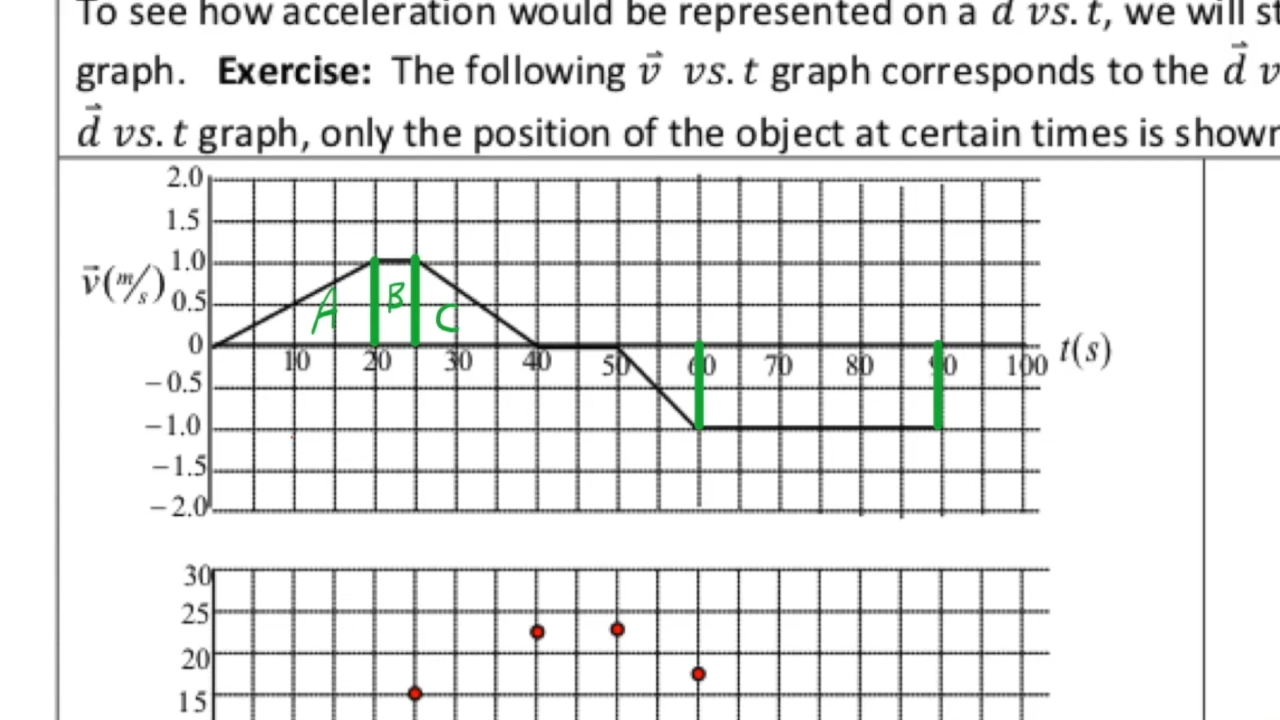 To see how acceleration would be represented on a d vs. t, we will st
graph. Exercise: The following v⃗ vs. t graph corresponds to the d⃗ v
d⃗ vs. t graph, only the position of the object at certain times is shown
2.0
1.5
1.0
v⃗(m/s)
0.5
0
A
B
C
10 20 30 40 50 60 70 80 90 100 t(s)
−0.5
−1.0
−1.5
−2.0
30
25
20
15